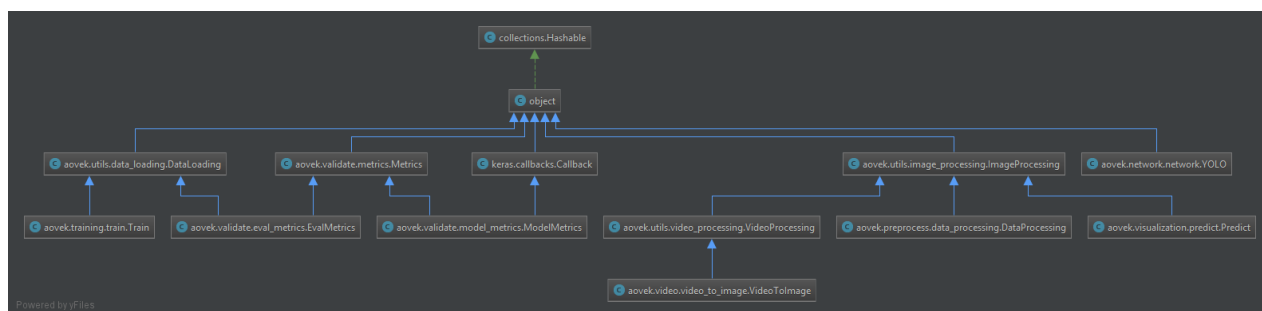 collections.Hashable
object
aovek.utils.data_loading.DataLoading
aovek.validate.metrics.Metrics
keras.callbacks.Callback
aovek.utils.image_processing.ImageProcessing
aovek.network.network.YOLO
aovek.training.train.Train
aovek.validate.eval_metrics.EvalMetrics
aovek.validate.model_metrics.ModelMetrics
aovek.utils.video_processing.VideoProcessing
aovek.preprocess.data_processing.DataProcessing
aovek.visualization.predict.Predict
aovek.video.video_to_image.VideoToImage
Powered by yFiles